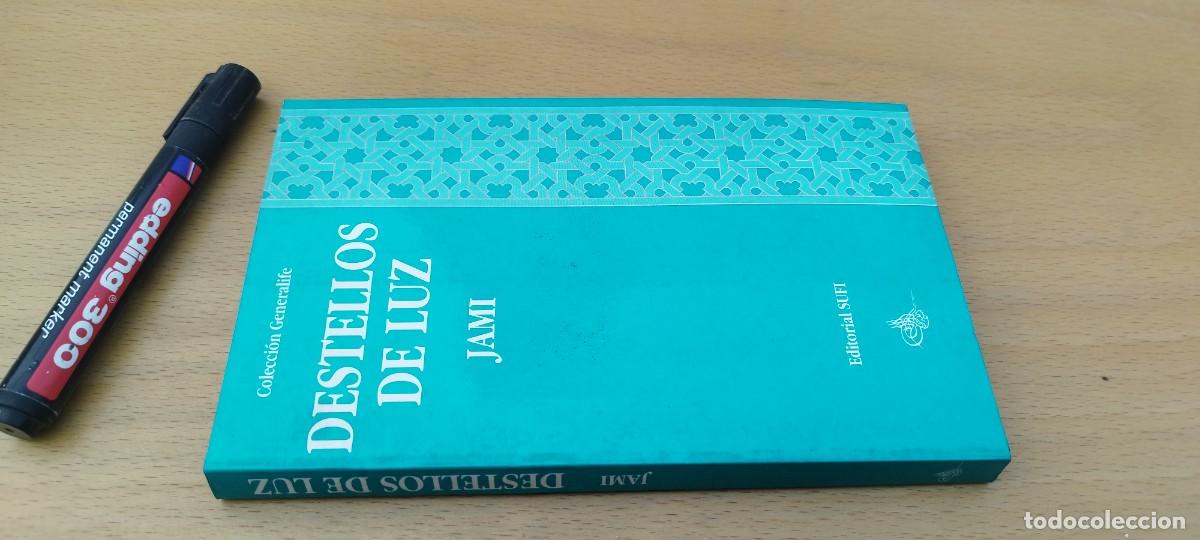 edding® 300
permanent marker
Colección Generalife
DESTELLOS
DE LUZ
JAMI
Editorial SUFI
JAMI
DESTELLOS DE LUZ
todocoleccion